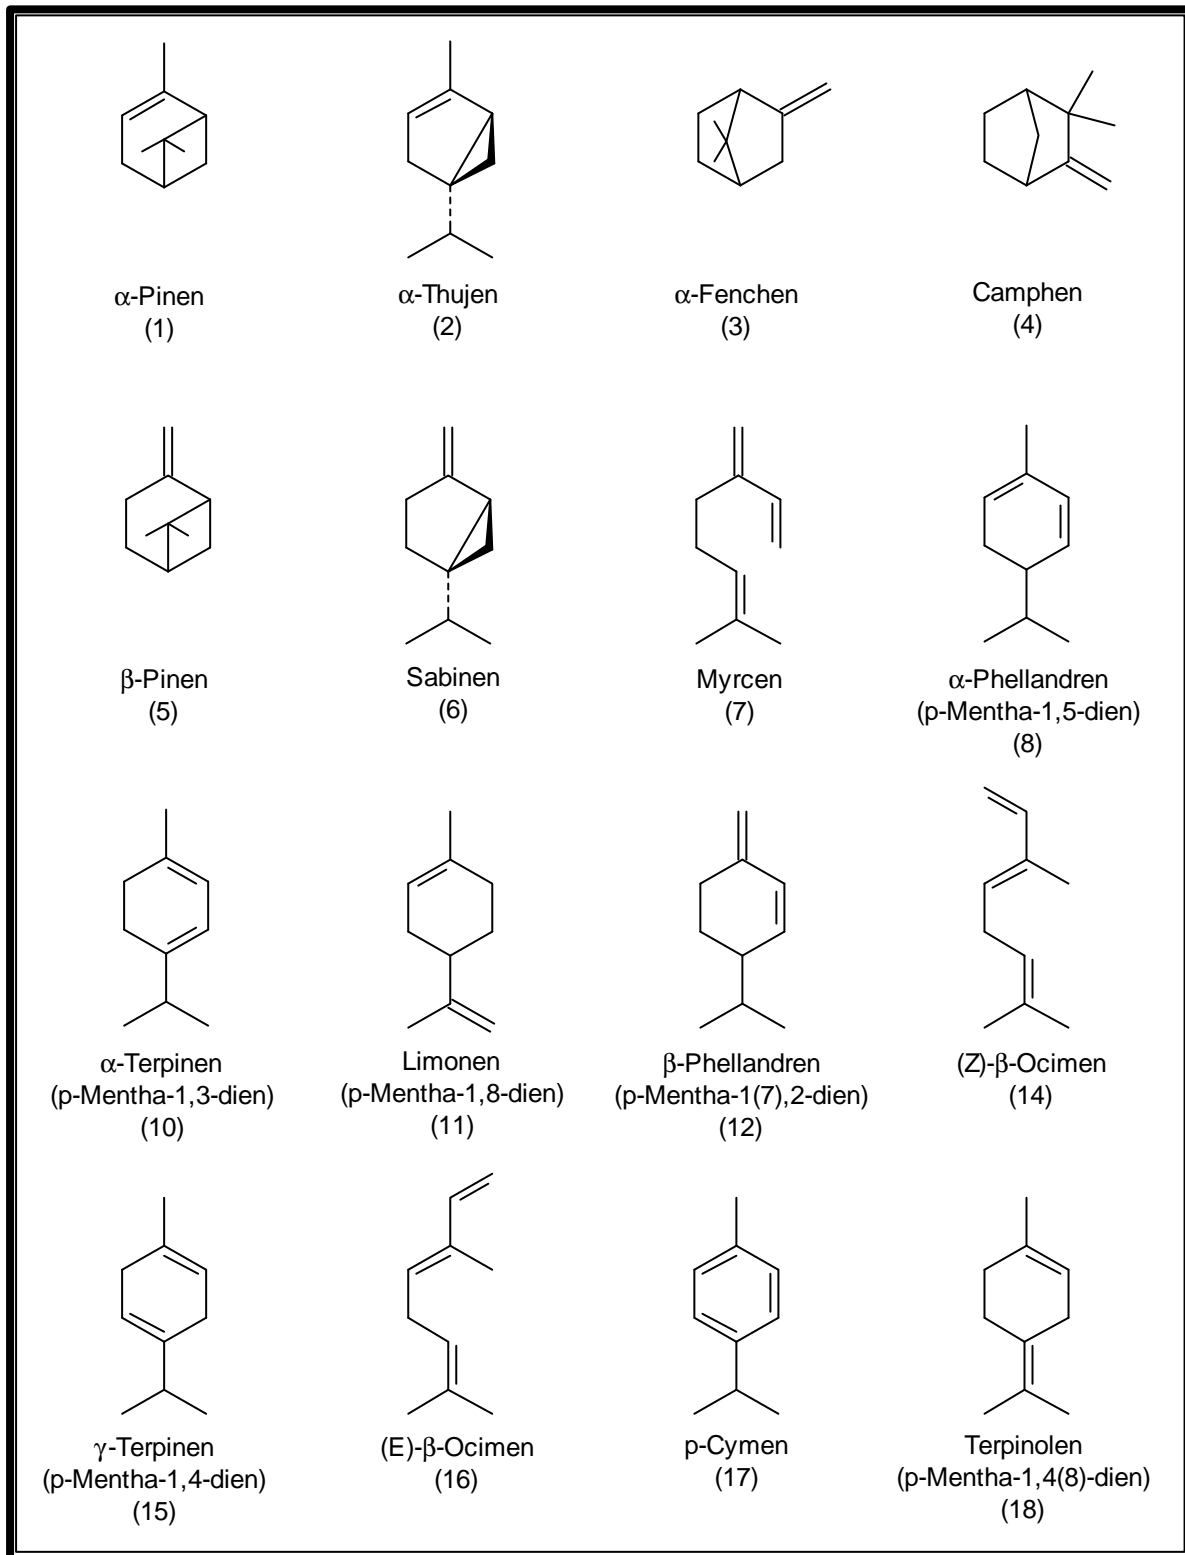 α-Pinen
(1)
α-Thujen
(2)
α-Fenchen
(3)
Camphen
(4)
β-Pinen
(5)
Sabinen
(6)
Myrcen
(7)
α-Phellandren
(p-Mentha-1,5-dien)
(8)
α-Terpinen
(p-Mentha-1,3-dien)
(10)
Limonen
(p-Mentha-1,8-dien)
(11)
β-Phellandren
(p-Mentha-1(7),2-dien)
(12)
(Z)-β-Ocimen
(14)
γ-Terpinen
(p-Mentha-1,4-dien)
(15)
(E)-β-Ocimen
(16)
p-Cymen
(17)
Terpinolen
(p-Mentha-1,4(8)-dien)
(18)